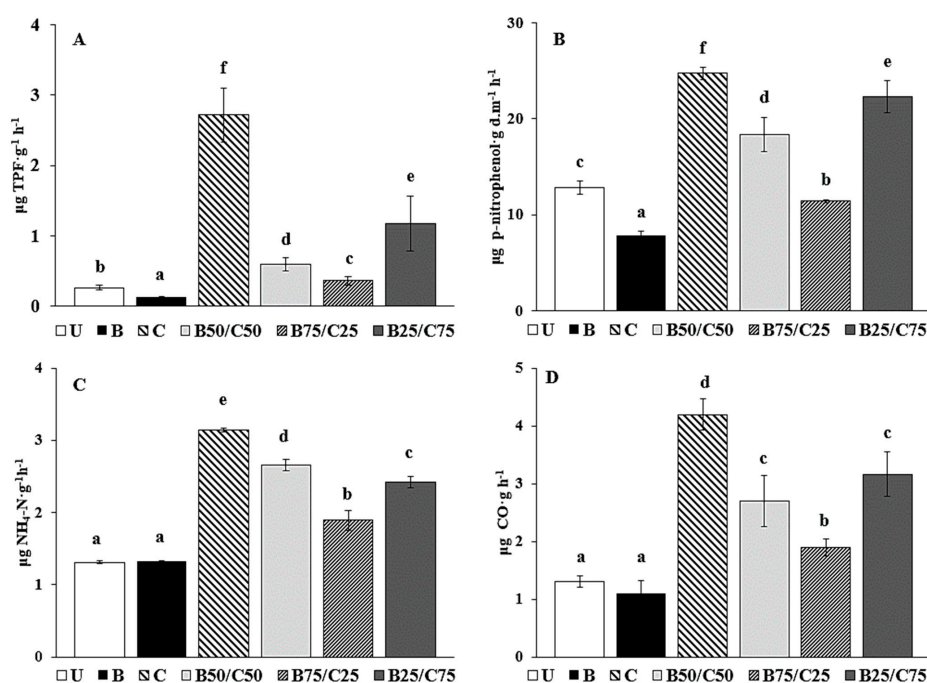 A
µg TPF·g⁻¹ h⁻¹
4
3
2
1
0
b
a
f
d
c
e
U B C B50/C50 B75/C25 B25/C75
B
µg p-nitrophenol·g d.m⁻¹ h⁻¹
30
20
10
0
c
a
f
d
b
e
U B C B50/C50 B75/C25 B25/C75
C
µg NH₄-N·g⁻¹h⁻¹
4
3
2
1
0
a
a
e
d
b
c
U B C B50/C50 B75/C25 B25/C75
D
µg CO·g h⁻¹
5
4
3
2
1
0
a
a
d
c
b
c
U B C B50/C50 B75/C25 B25/C75